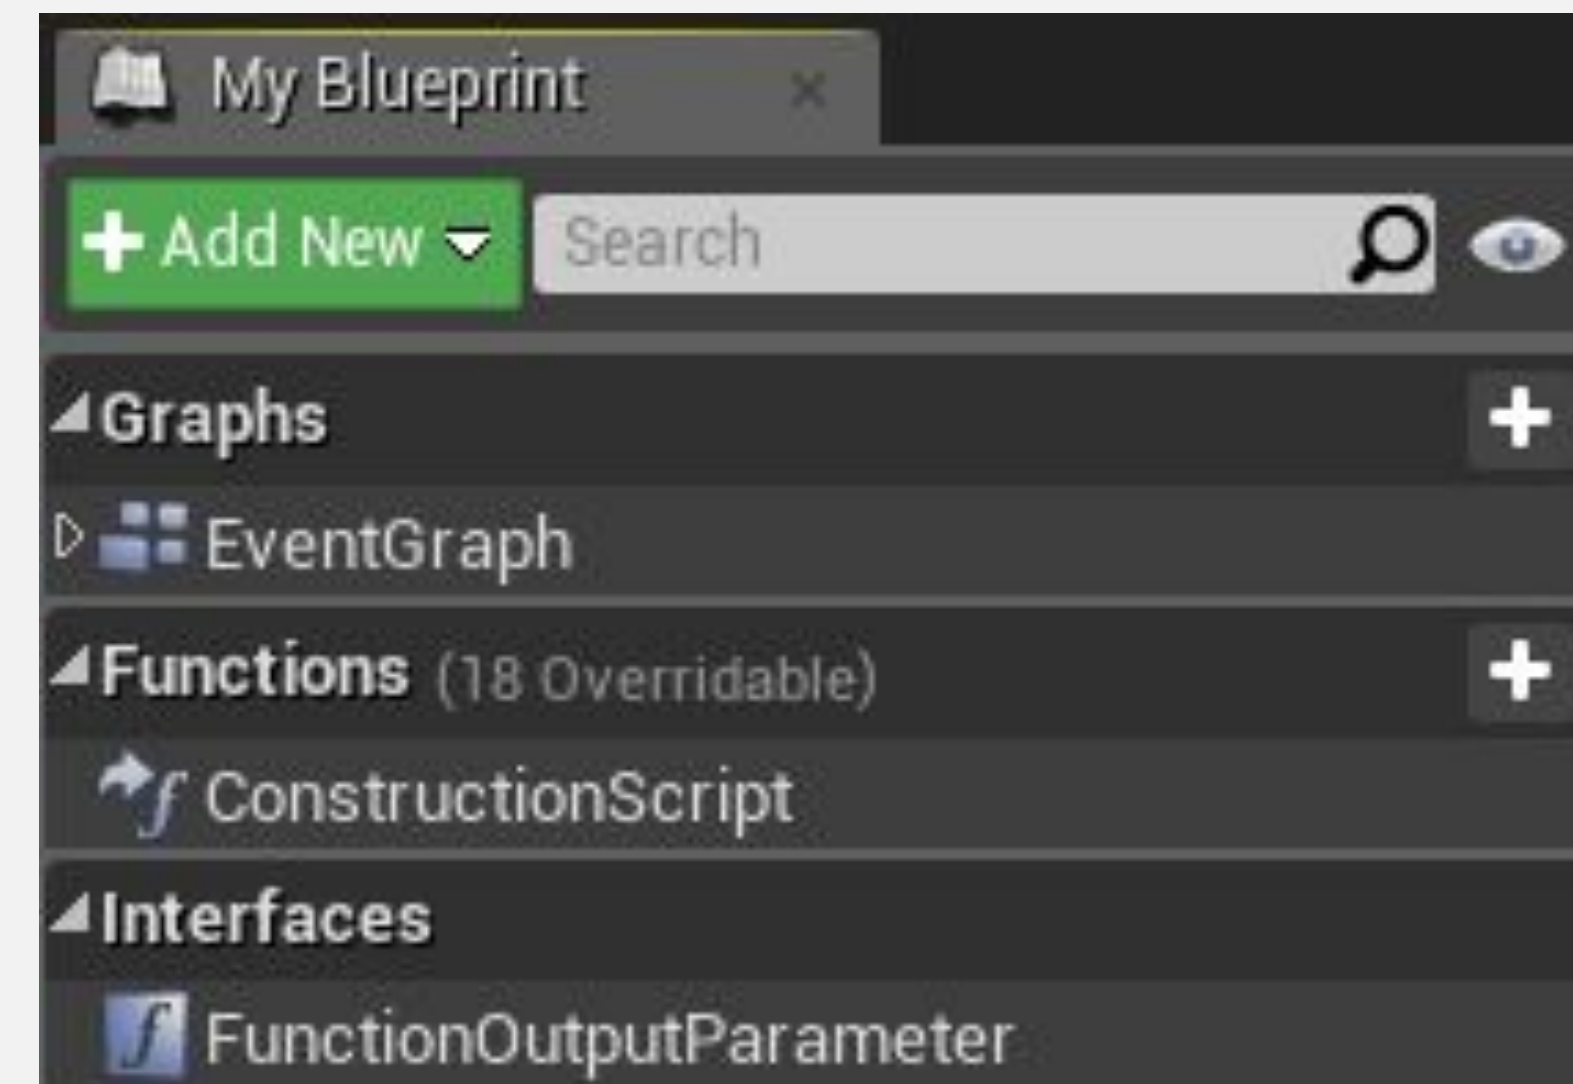 My Blueprint
Add New
Search
Graphs
EventGraph
Functions (18 Overridable)
ConstructionScript
Interfaces
FunctionOutputParameter